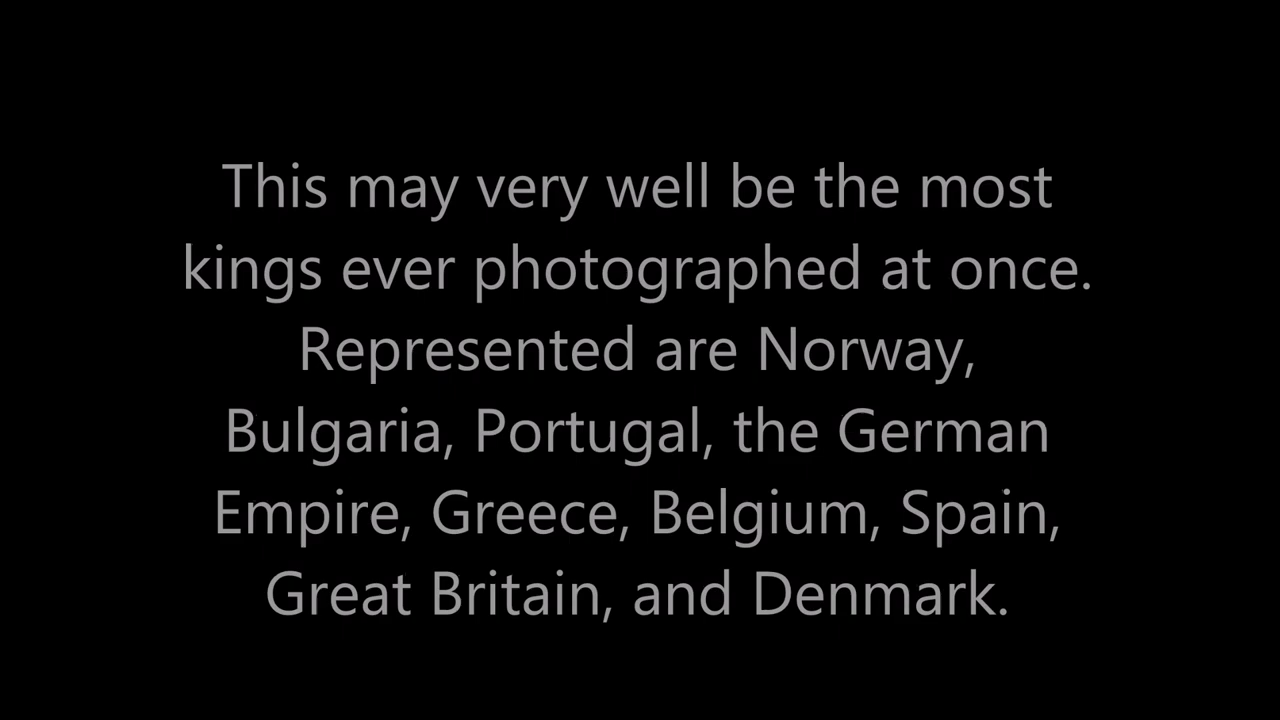 This may very well be the most
kings ever photographed at once.
Represented are Norway,
Bulgaria, Portugal, the German
Empire, Greece, Belgium, Spain,
Great Britain, and Denmark.